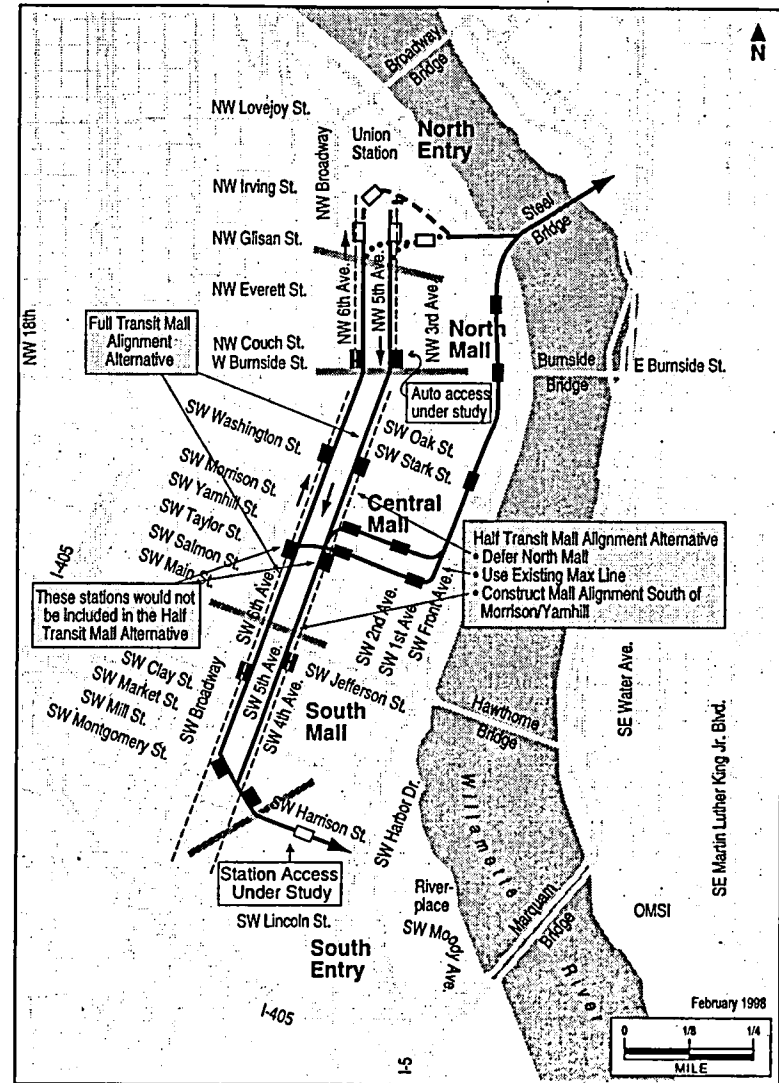 N
Broadway
Bridge
NW Lovejoy St.
Union
Station
North
Entry
NW Broadway
NW Irving St.
Steel
Bridge
NW Glisan St.
NW 6th Ave.
NW 5th Ave.
NW 3rd Ave.
NW Everett St.
NW 18th
Full Transit Mall
Alignment
Alternative
North
Mall
NW Couch St.
W Burnside St.
Burnside
Bridge
E Burnside St.
Auto access
under study
SW Washington St.
SW Oak St.
SW Stark St.
SW Morrison St.
SW Yamhill St.
SW Taylor St.
SW Salmon St.
SW Main St.
Central
Mall
I-405
Half Transit Mall Alignment Alternative
• Defer North Mall
• Use Existing Max Line
• Construct Mall Alignment South of
Morrison/Yamhill
These stations would not
be included in the Half
Transit Mall Alternative
SW 6th Ave.
SW 2nd Ave.
SW 1st Ave.
SW Front Ave.
SW Clay St.
SW Market St.
SW Mill St.
SW Montgomery St.
SW Broadway
SW 5th Ave.
SW 4th Ave.
SW Jefferson St.
South
Mall
Hawthorne
Bridge
SE Water Ave.
SE Martin Luther King Jr. Blvd.
SW Harrison St.
SW Harbor Dr.
Willamette
River
Station Access
Under Study
River-
place
SW Moody Ave.
Marquam
Bridge
OMSI
SW Lincoln St.
South
Entry
I-405
I-5
February 1998
0 1/8 1/4
MILE